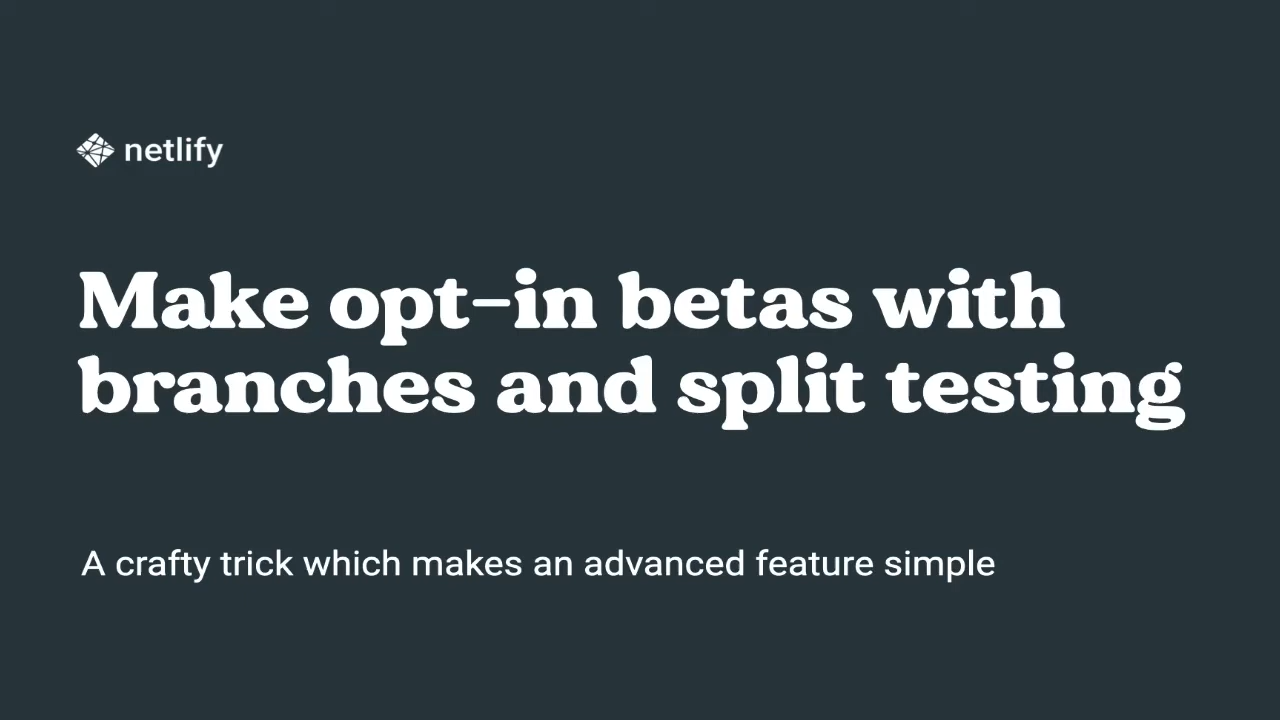 netlify
Make opt-in betas with
branches and split testing
A crafty trick which makes an advanced feature simple